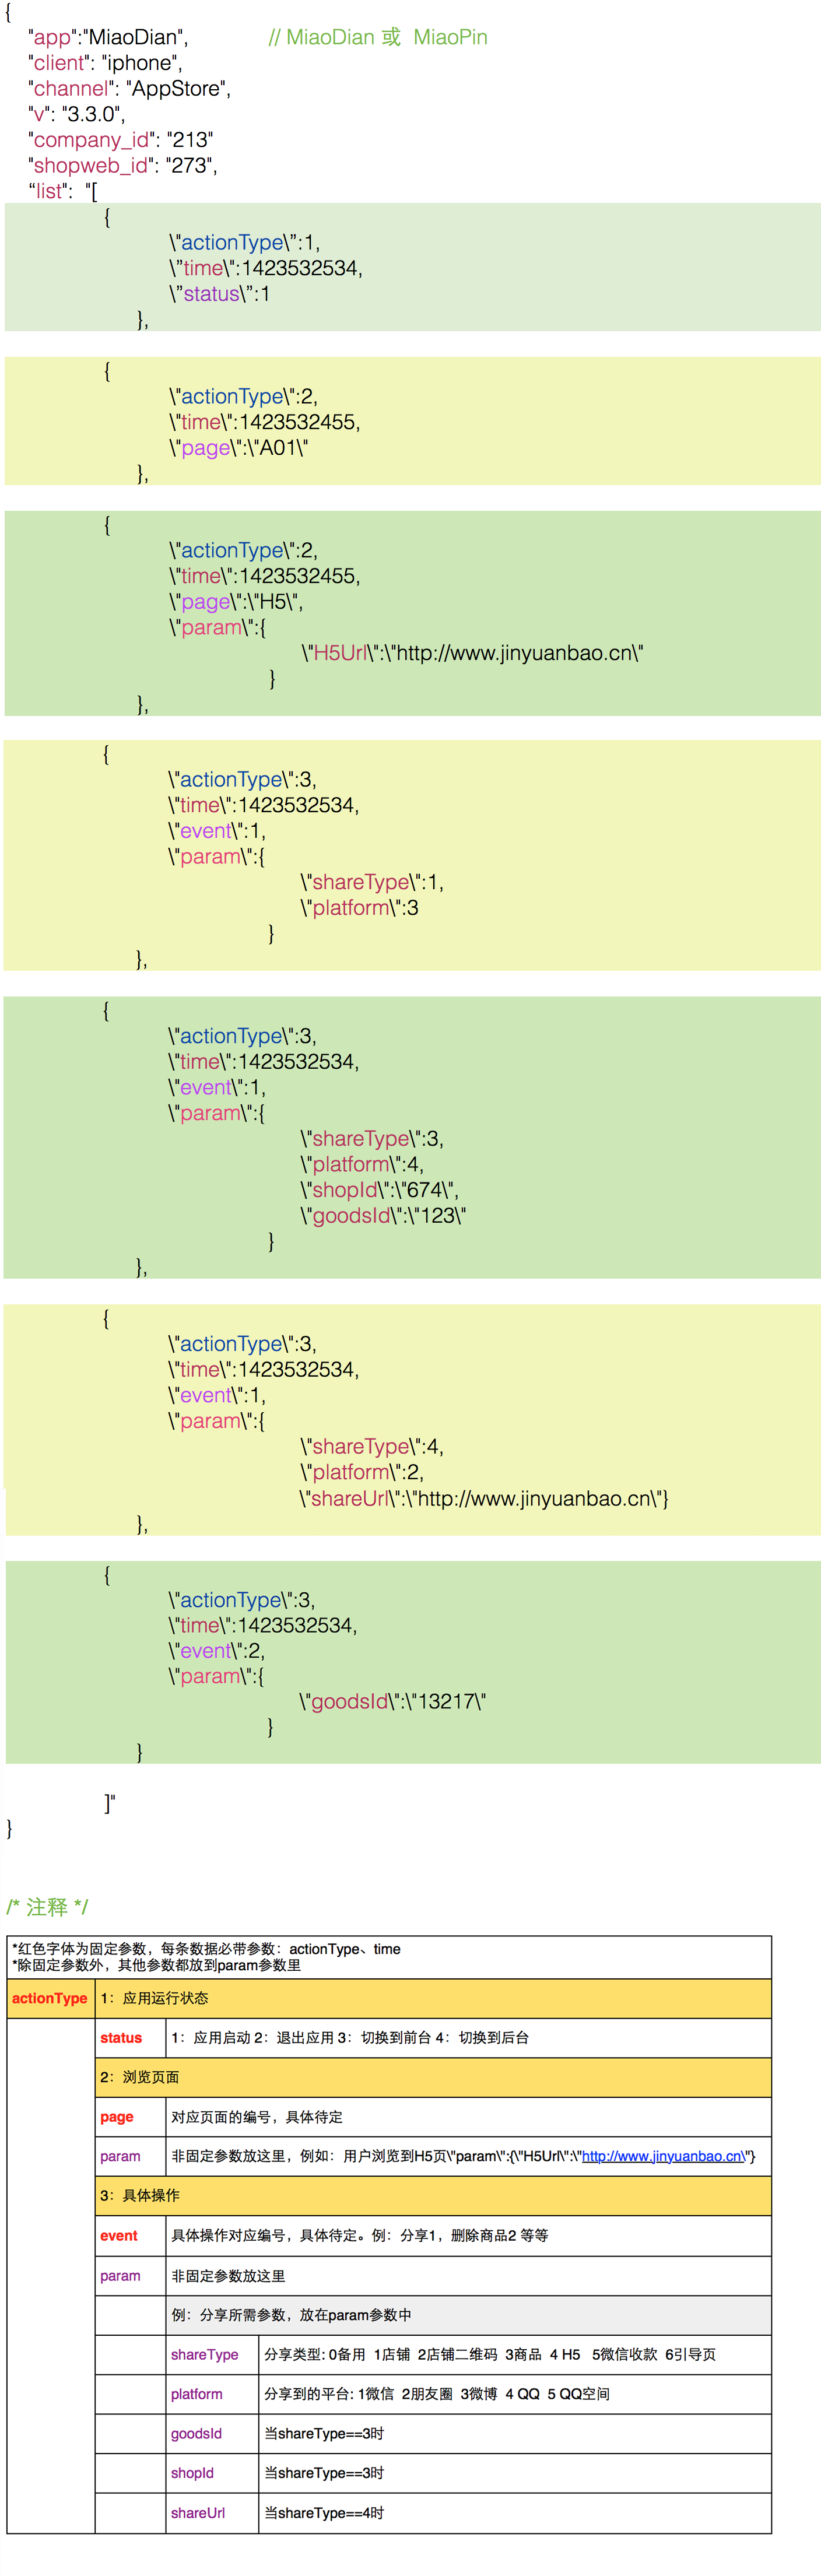 {
"app":"MiaoDian", // MiaoDian 或 MiaoPin
"client": "iphone",
"channel": "AppStore",
"v": "3.3.0",
"company_id": "213"
"shopweb_id": "273",
“list": "[
{
\"actionType\”:1,
\”time\":1423532534,
\”status\”:1
},
{
\"actionType\":2,
\"time\":1423532455,
\"page\":\"A01\"
},
{
\"actionType\":2,
\"time\":1423532455,
\"page\":\"H5\",
\"param\":{
\"H5Url\":\"http://www.jinyuanbao.cn\"
}
},
{
\"actionType\":3,
\"time\":1423532534,
\"event\":1,
\"param\":{
\"shareType\":1,
\"platform\":3
}
},
{
\"actionType\":3,
\"time\":1423532534,
\"event\":1,
\"param\":{
\"shareType\":3,
\"platform\":4,
\"shopId\":\"674\",
\"goodsId\":\"123\"
}
},
{
\"actionType\":3,
\"time\":1423532534,
\"event\":1,
\"param\":{
\"shareType\":4,
\"platform\":2,
\"shareUrl\":\"http://www.jinyuanbao.cn\"}
},
{
\"actionType\":3,
\"time\":1423532534,
\"event\":2,
\"param\":{
\"goodsId\":\"13217\"
}
}
]"
}
/* 注释 */
*红色字体为固定参数，每条数据必带参数：actionType、time
*除固定参数外，其他参数都放到param参数里
actionType 1：应用运行状态
status 1：应用启动 2：退出应用 3：切换到前台 4：切换到后台
2：浏览页面
page 对应页面的编号，具体待定
param 非固定参数放这里，例如：用户浏览到H5页\"param\":{\"H5Url\":\"http://www.jinyuanbao.cn\"}
3：具体操作
event 具体操作对应编号，具体待定。例：分享1，删除商品2 等等
param 非固定参数放这里
例：分享所需参数，放在param参数中
shareType 分享类型: 0备用 1店铺 2店铺二维码 3商品 4 H5 5微信收款 6引导页
platform 分享到的平台: 1微信 2朋友圈 3微博 4 QQ 5 QQ空间
goodsId 当shareType==3时
shopId 当shareType==3时
shareUrl 当shareType==4时